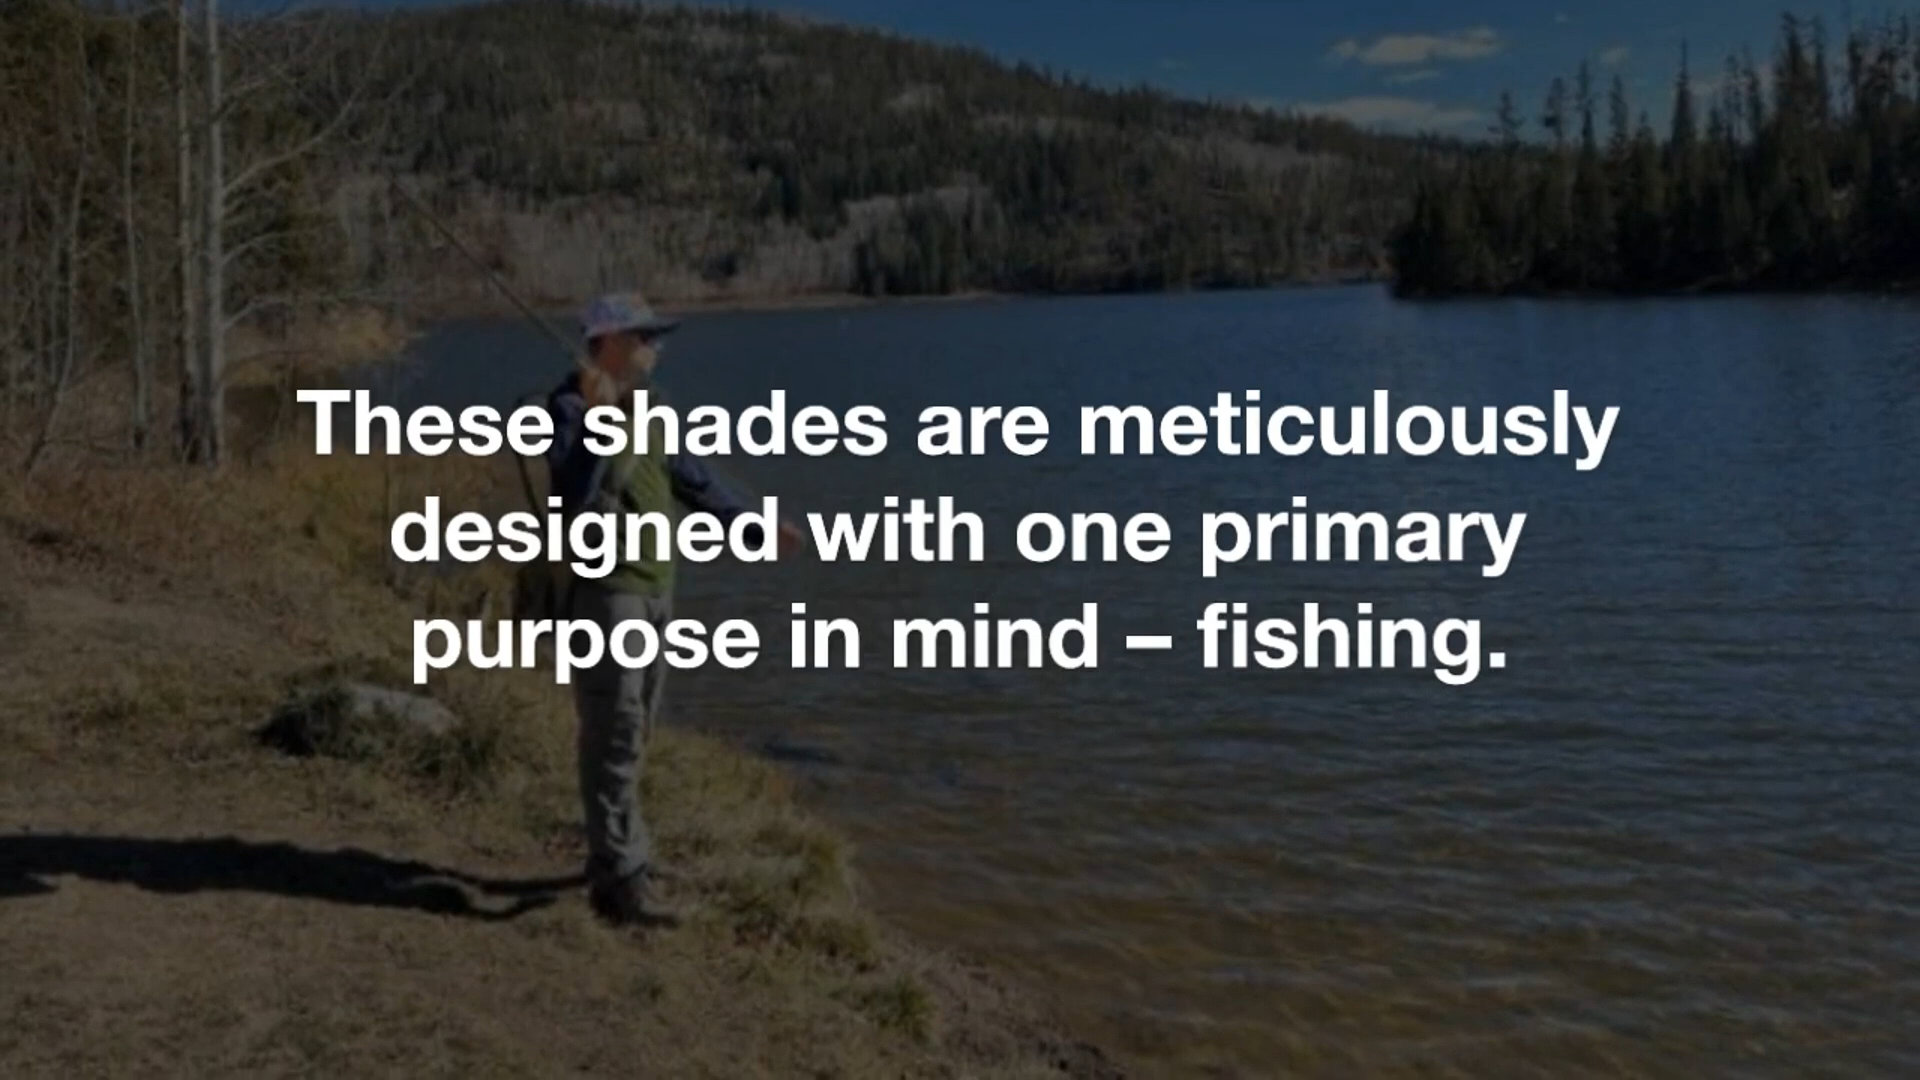 These shades are meticulously
designed with one primary
purpose in mind – fishing.